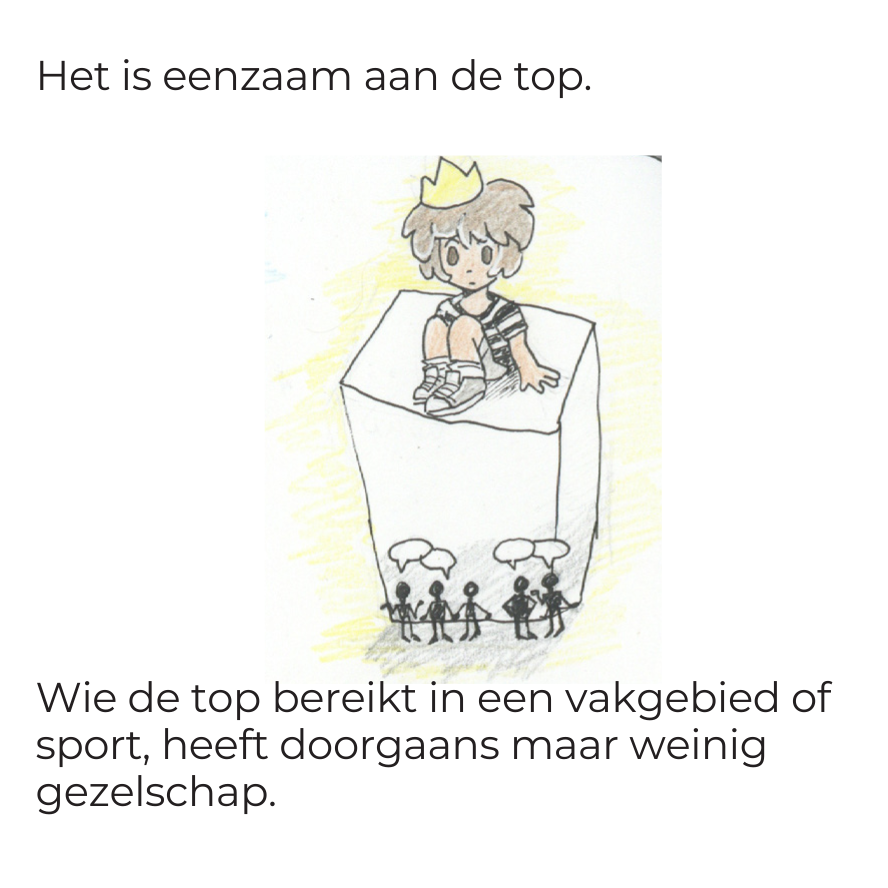 Het is eenzaam aan de top.
Wie de top bereikt in een vakgebied of
sport, heeft doorgaans maar weinig
gezelschap.